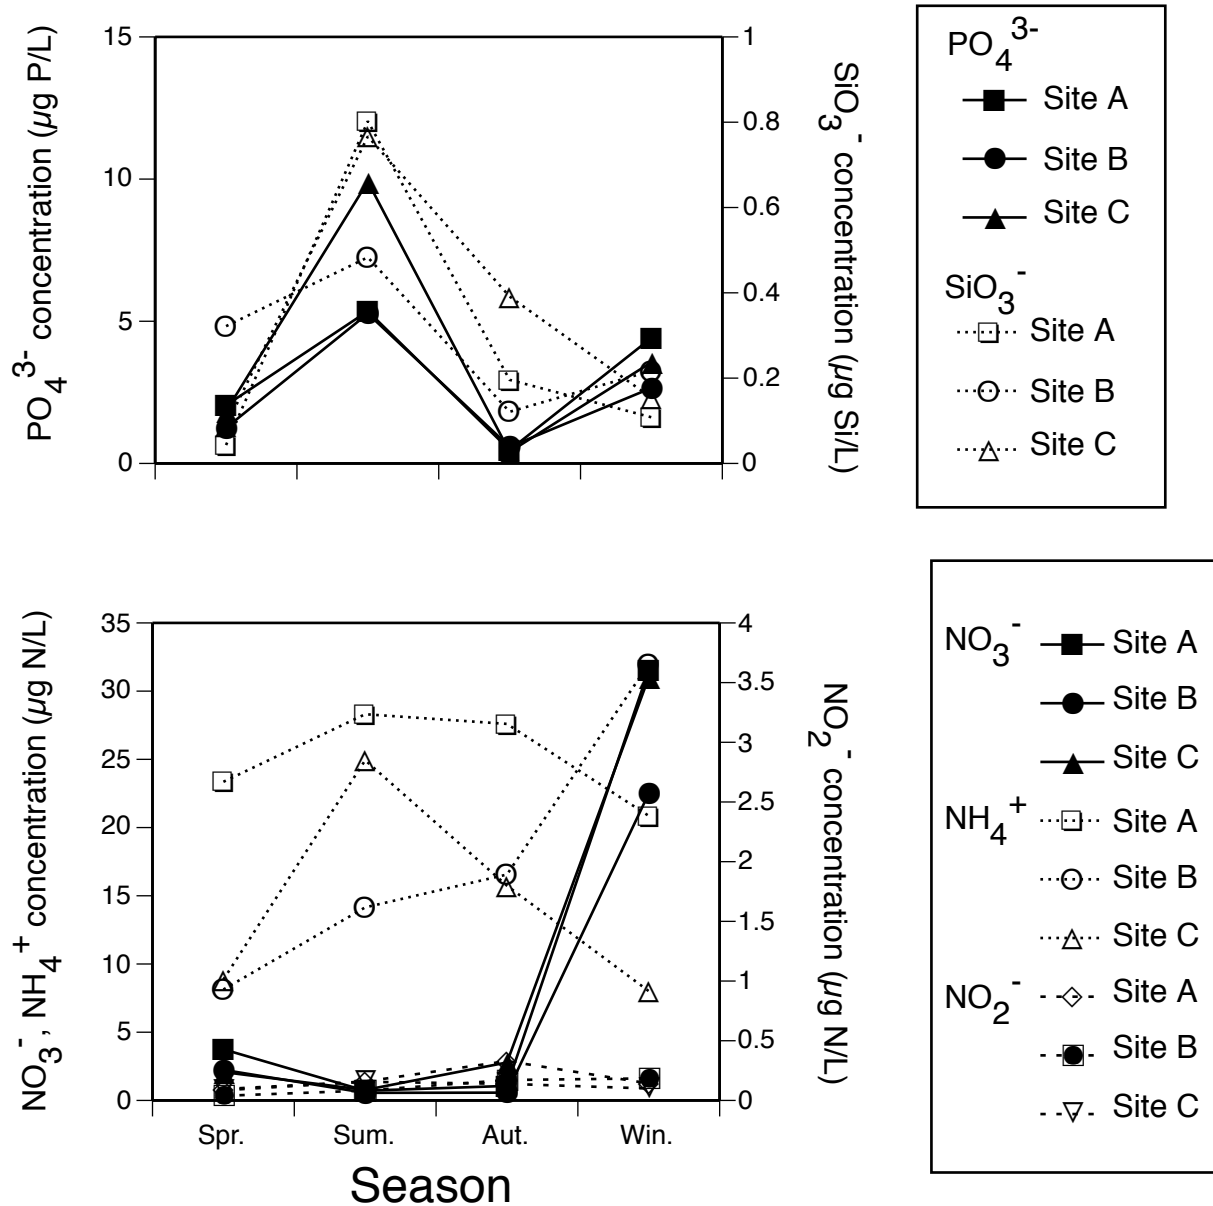 PO4^3- concentration (µg P/L)
15
10
5
0
1
0.8
0.6
0.4
0.2
0
SiO3^- concentration (µg Si/L)
PO4^3-
Site A
Site B
Site C
SiO3^-
Site A
Site B
Site C
NO3^-, NH4^+ concentration (µg N/L)
35
30
25
20
15
10
5
0
4
3.5
3
2.5
2
1.5
1
0.5
0
NO2^- concentration (µg N/L)
Spr. Sum. Aut. Win.
Season
NO3^- Site A
Site B
Site C
NH4^+ Site A
Site B
Site C
NO2^- Site A
Site B
Site C